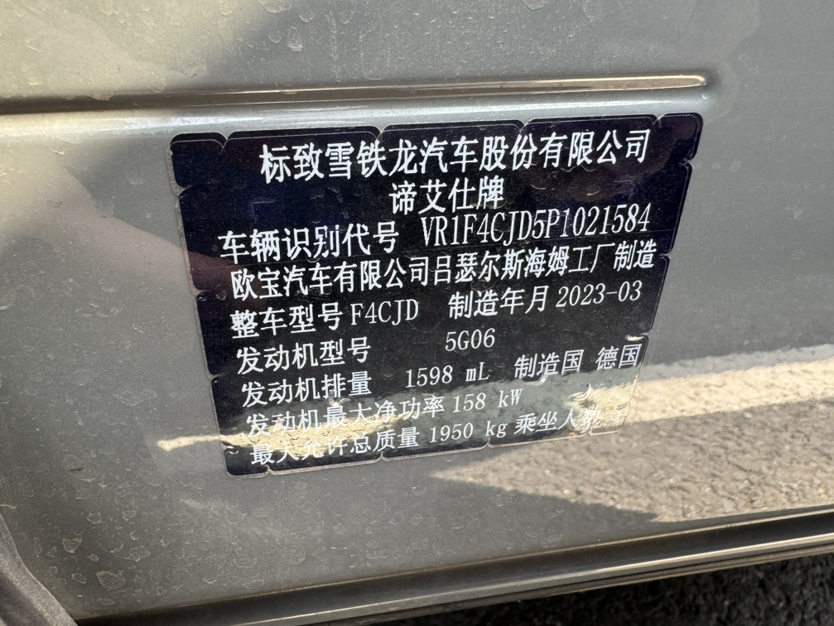 标致雪铁龙汽车股份有限公司
谛艾仕牌
车辆识别代号 VR1F4CJD5P1021584
欧宝汽车有限公司吕瑟尔斯海姆工厂制造
整车型号 F4CJD 制造年月 2023-03
发动机型号 5G06
发动机排量 1598 mL 制造国 德国
发动机最大净功率 158 kW
最大允许总质量 1950 kg 乘坐人数